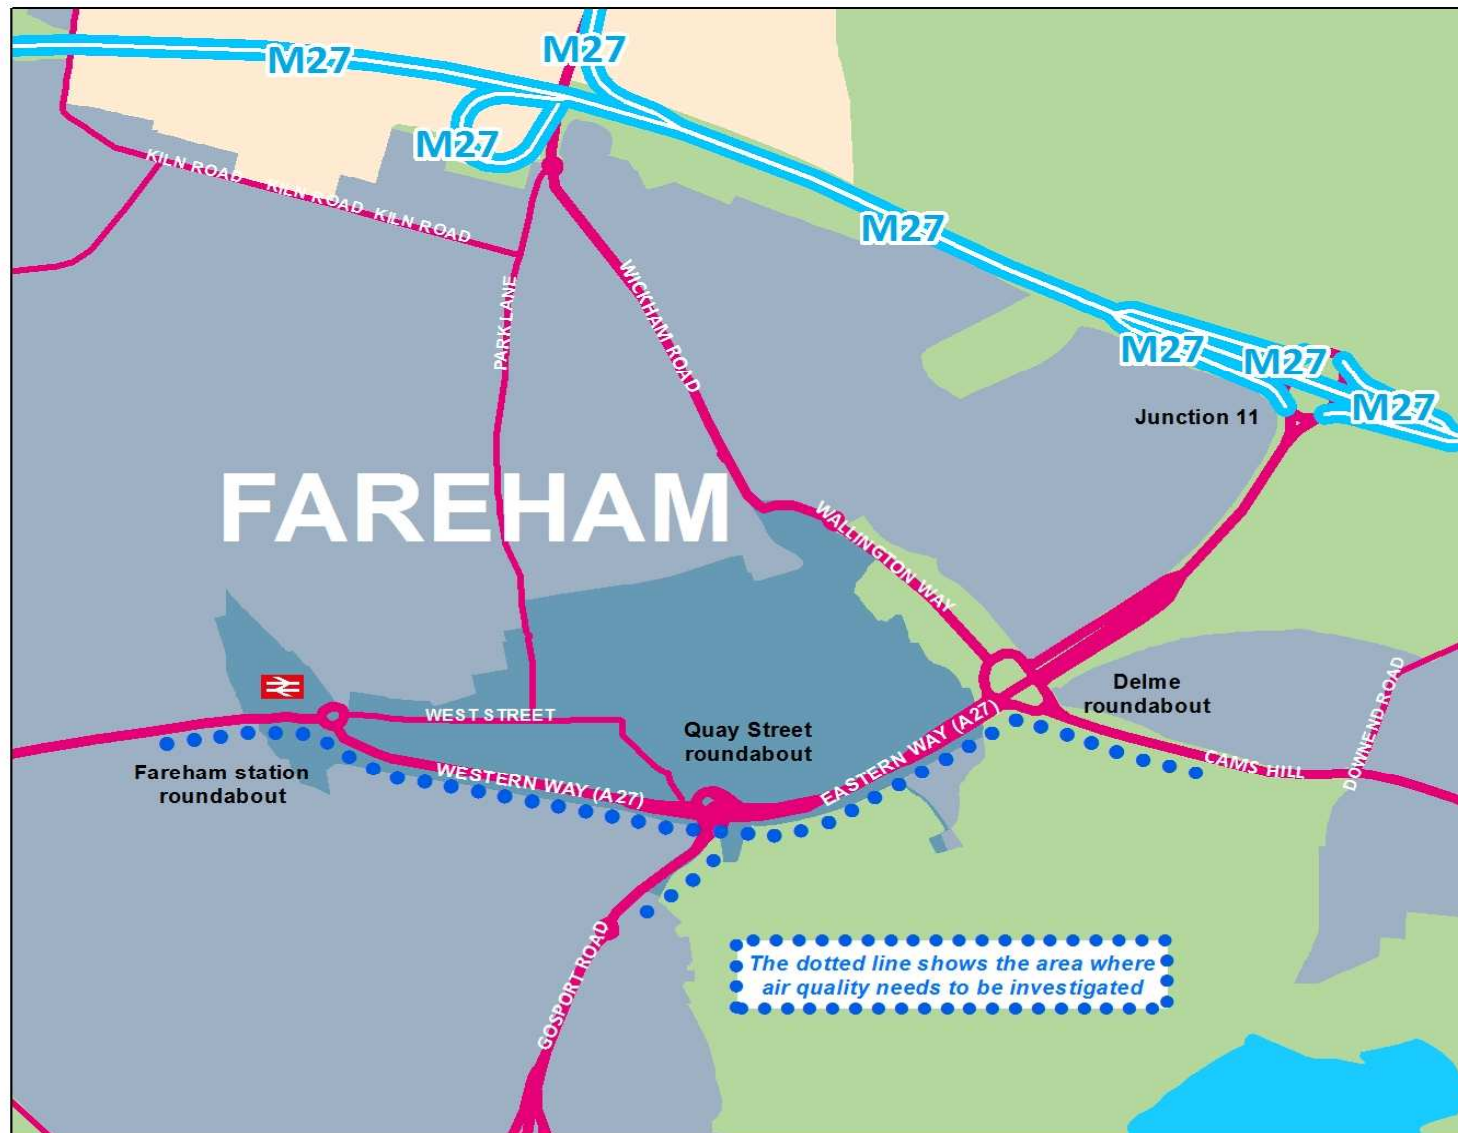 M27
M27
M27
M27
M27
M27
M27
KILN ROAD
KILN ROAD
KILN ROAD
PARK LANE
WICKHAM ROAD
Junction 11
FAREHAM
WALLINGTON WAY
Delme
roundabout
DOWNEND ROAD
WEST STREET
Quay Street
roundabout
EASTERN WAY (A27)
CAMS HILL
Fareham station
roundabout
WESTERN WAY (A27)
GOSPORT ROAD
The dotted line shows the area where
air quality needs to be investigated